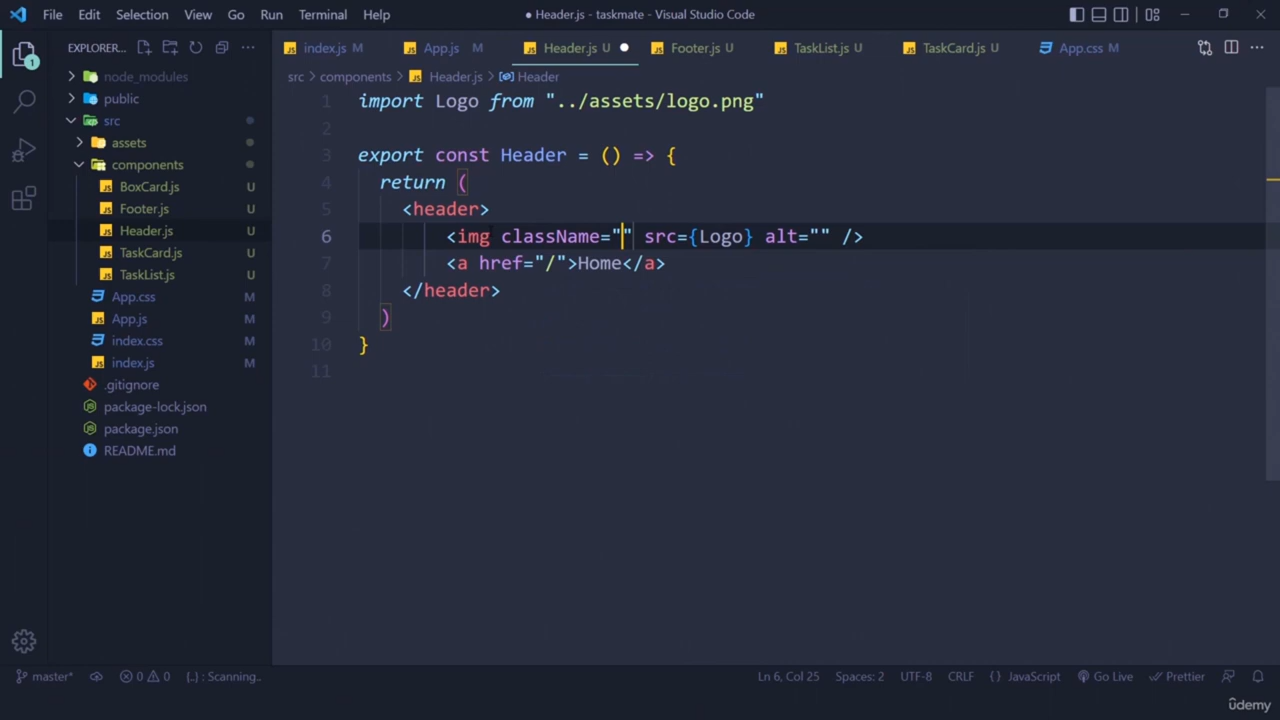 File Edit Selection View Go Run Terminal Help
● Header.js - taskmate - Visual Studio Code
EXPLORER...
index.js M
App.js M
Header.js U
Footer.js U
TaskList.js U
TaskCard.js U
App.css M
src > components > Header.js > Header
node_modules
public
src
assets
components
BoxCard.js U
Footer.js U
Header.js U
TaskCard.js U
TaskList.js U
App.css M
App.js M
index.css M
index.js M
.gitignore
package-lock.json
package.json
README.md
1
1 import Logo from "../assets/logo.png"
2
3 export const Header = () => {
4 return (
5 <header>
6 <img className="" src={Logo} alt="" />
7 <a href="/">Home</a>
8 </header>
9 )
10 }
11
master* 0 0 {..} : Scanning..
Ln 6, Col 25 Spaces: 2 UTF-8 CRLF {} JavaScript Go Live Prettier
ûdemy